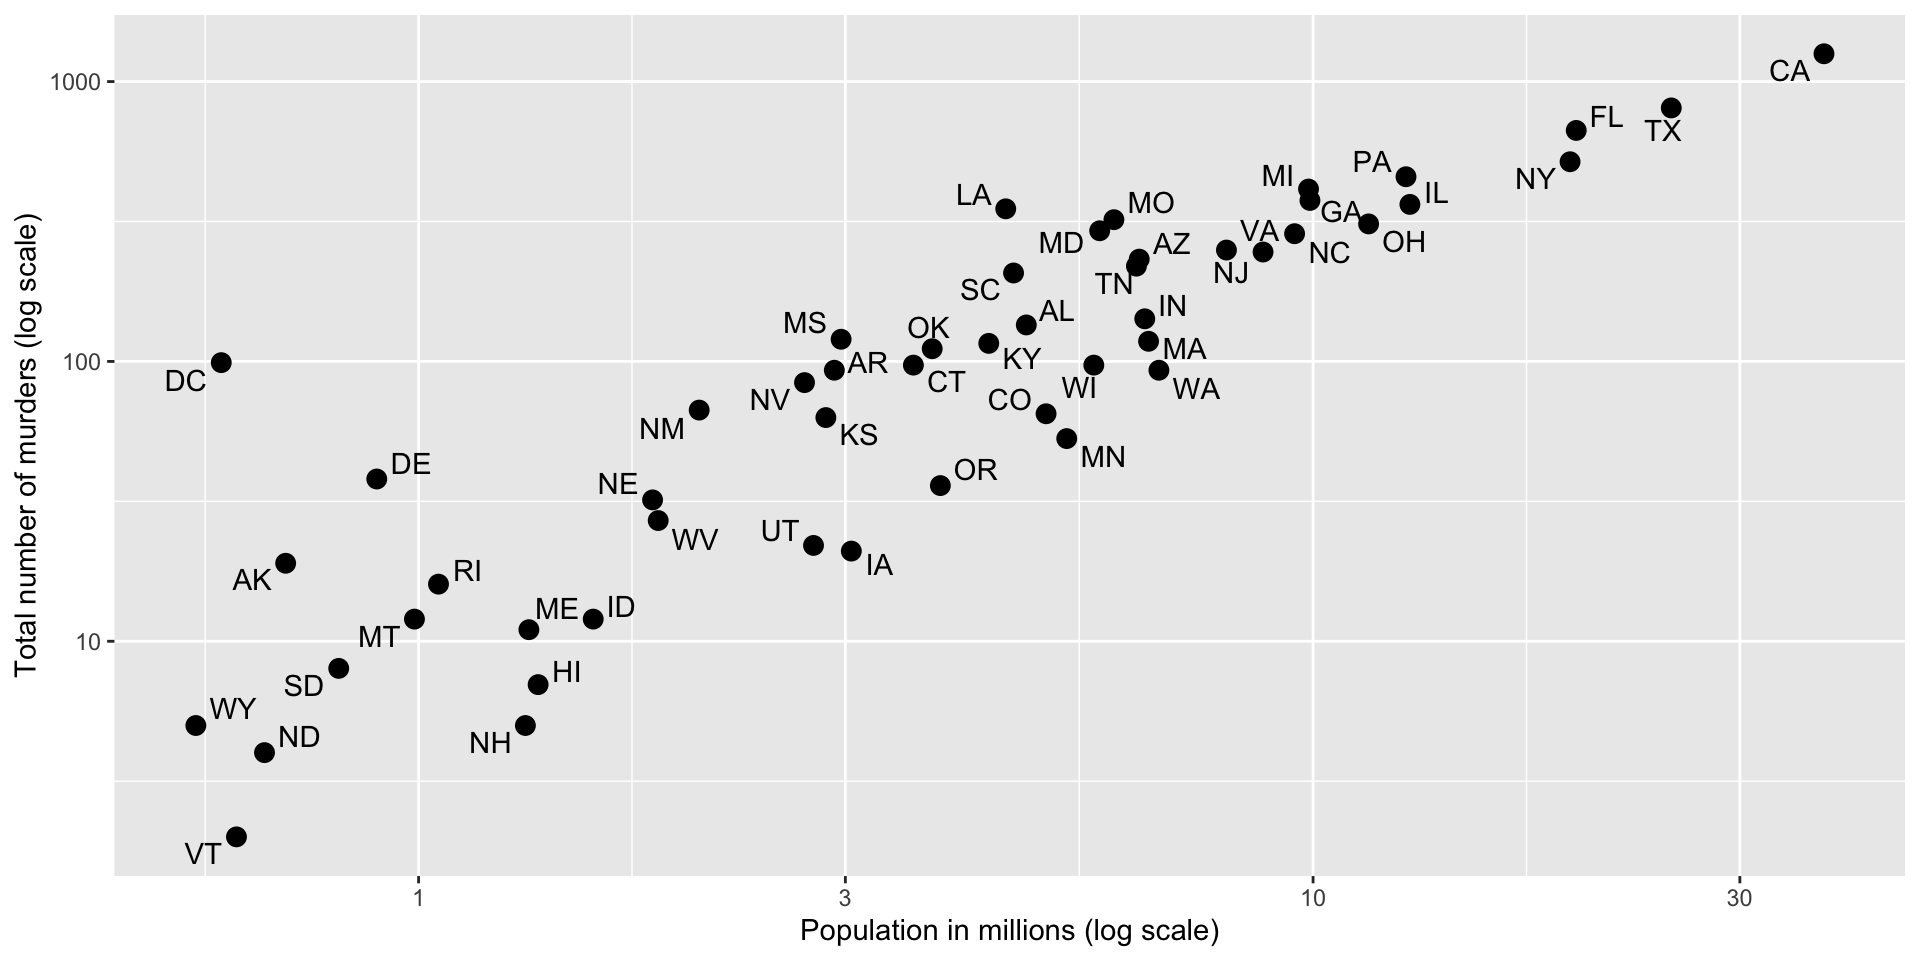 CA
1000
FL
TX
PA
NY
MI
IL
LA
MO
GA
VA
MD
AZ
OH
NC
NJ
TN
SC
IN
AL
MS
OK
MA
KY
100
AR
DC
CT
WI
WA
NV
CO
NM
KS
MN
DE
OR
NE
UT
WV
IA
RI
AK
ME
ID
10
MT
HI
SD
WY
ND
NH
VT
1
3
10
30
Population in millions (log scale)
Total number of murders (log scale)